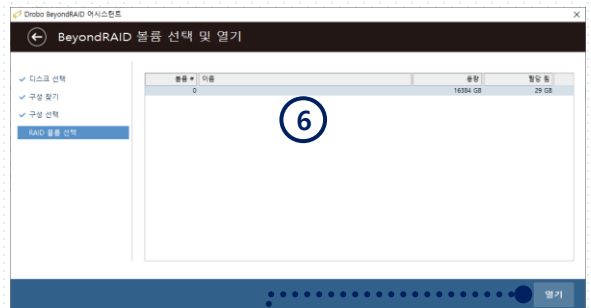 Drobo BeyondRAID 어시스턴트
BeyondRAID 볼륨 선택 및 열기
디스크 선택
구성 찾기
구성 선택
RAID 볼륨 선택
볼륨 # 이름 용량 할당 됨
0 16384 GB 29 GB
6
열기